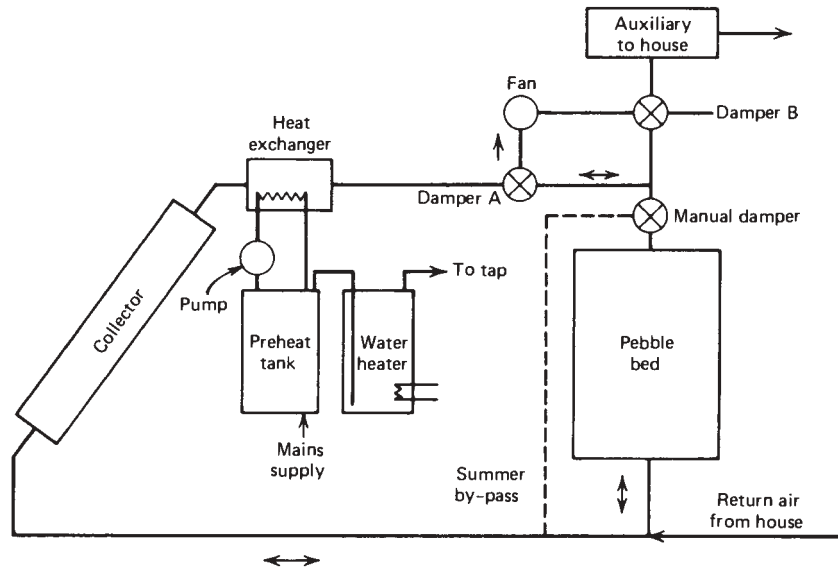 Auxiliary
to house
Fan
Damper B
Heat
exchanger
Damper A
Manual damper
Collector
Pump
To tap
Preheat
tank
Water
heater
Pebble
bed
Mains
supply
Summer
by-pass
Return air
from house